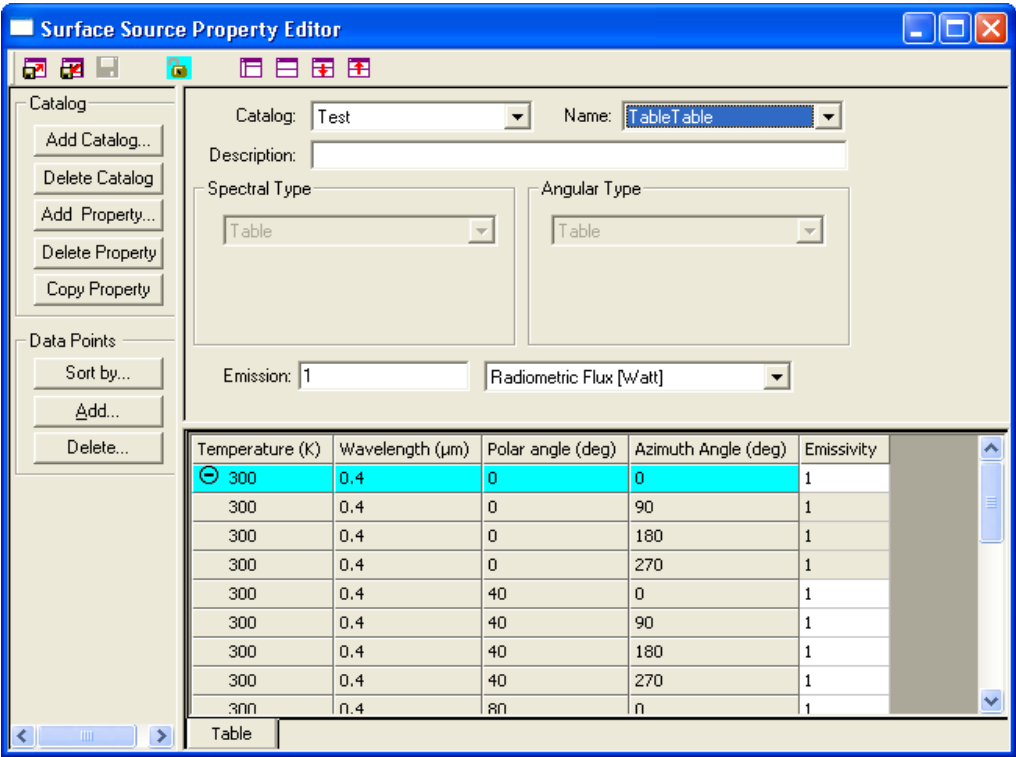 Surface Source Property Editor
Catalog
Add Catalog...
Delete Catalog
Add Property...
Delete Property
Copy Property
Data Points
Sort by...
Add...
Delete...
Catalog: Test Name: TableTable
Description:
Spectral Type Angular Type
Table Table
Emission: 1 Radiometric Flux [Watt]
Temperature (K) Wavelength (µm) Polar angle (deg) Azimuth Angle (deg) Emissivity
300 0.4 0 0 1
300 0.4 0 90 1
300 0.4 0 180 1
300 0.4 0 270 1
300 0.4 40 0 1
300 0.4 40 90 1
300 0.4 40 180 1
300 0.4 40 270 1
300 0.4 80 0 1
Table